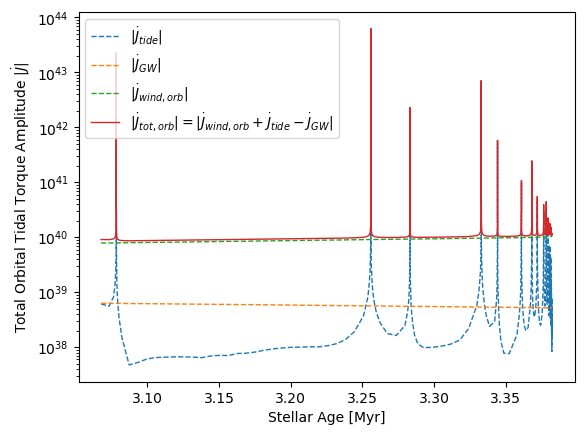 Total Orbital Tidal Torque Amplitude |J̇|
10^44
10^43
10^42
10^41
10^40
10^39
10^38
|J̇_tide|
|J̇_GW|
|J̇_wind,orb|
|J̇_tot,orb| = |J̇_wind,orb + J̇_tide − J̇_GW|
3.10 3.15 3.20 3.25 3.30 3.35
Stellar Age [Myr]